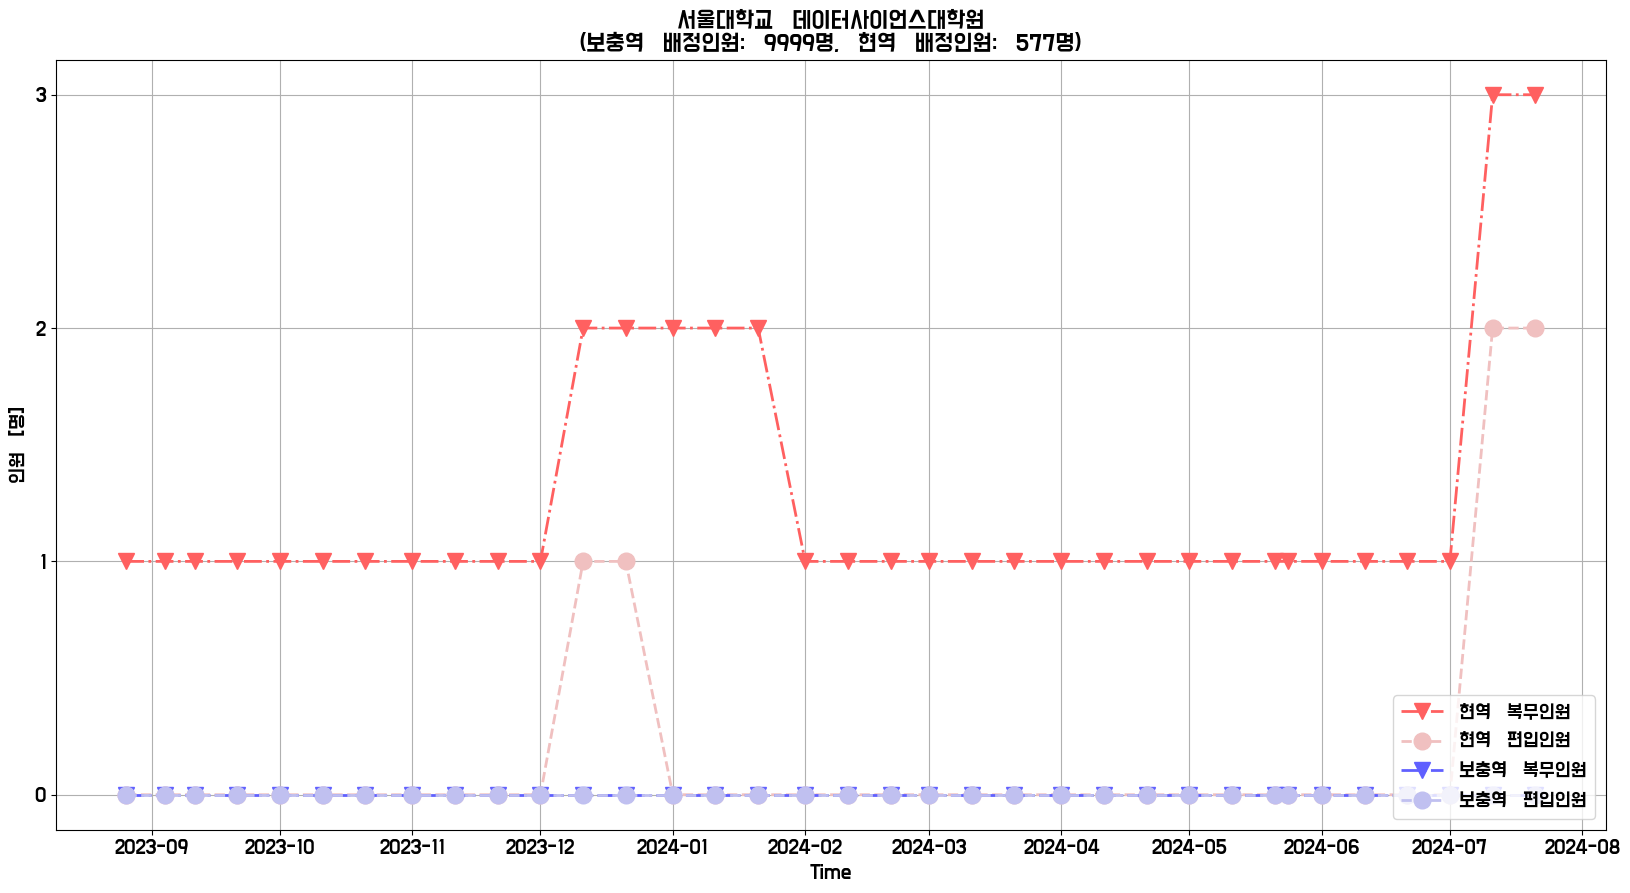 서울대학교 데이터사이언스대학원
(보충역 배정인원: 9999명, 현역 배정인원: 577명)
3
2
1
0
인원 [명]
2023-09 2023-10 2023-11 2023-12 2024-01 2024-02 2024-03 2024-04 2024-05 2024-06 2024-07 2024-08
Time
현역 복무인원
현역 편입인원
보충역 복무인원
보충역 편입인원